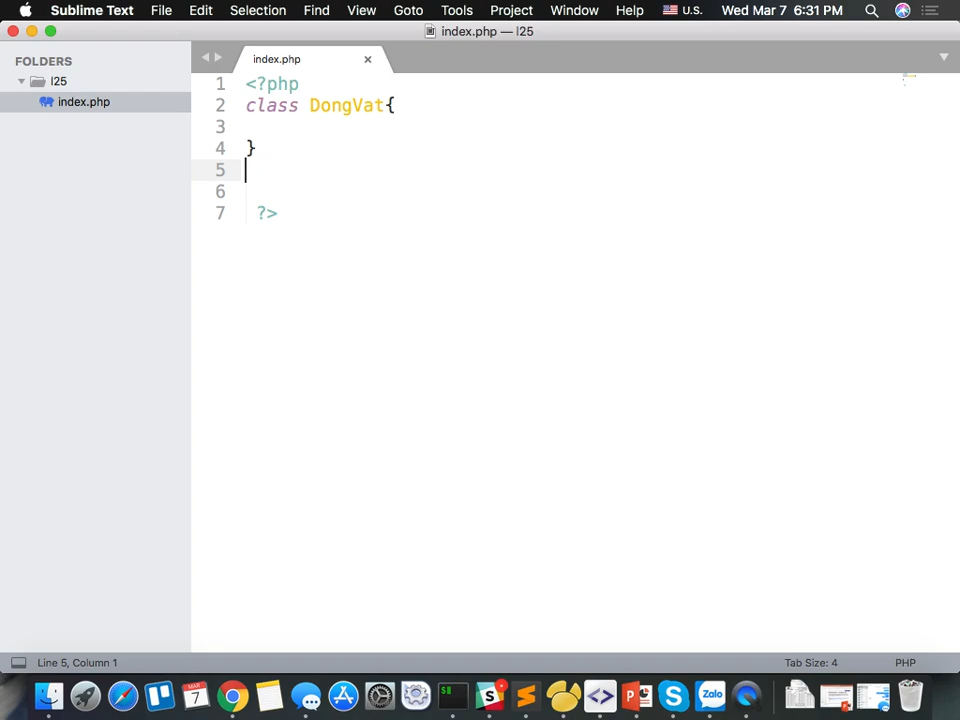 Sublime Text File Edit Selection Find View Goto Tools Project Window Help U.S. Wed Mar 7 6:31 PM
index.php — l25
FOLDERS
l25
index.php
index.php
1 <?php
2 class DongVat{
3
4 }
5
6
7 ?>
Line 5, Column 1 Tab Size: 4 PHP
MAR
7
$
S
Zalo